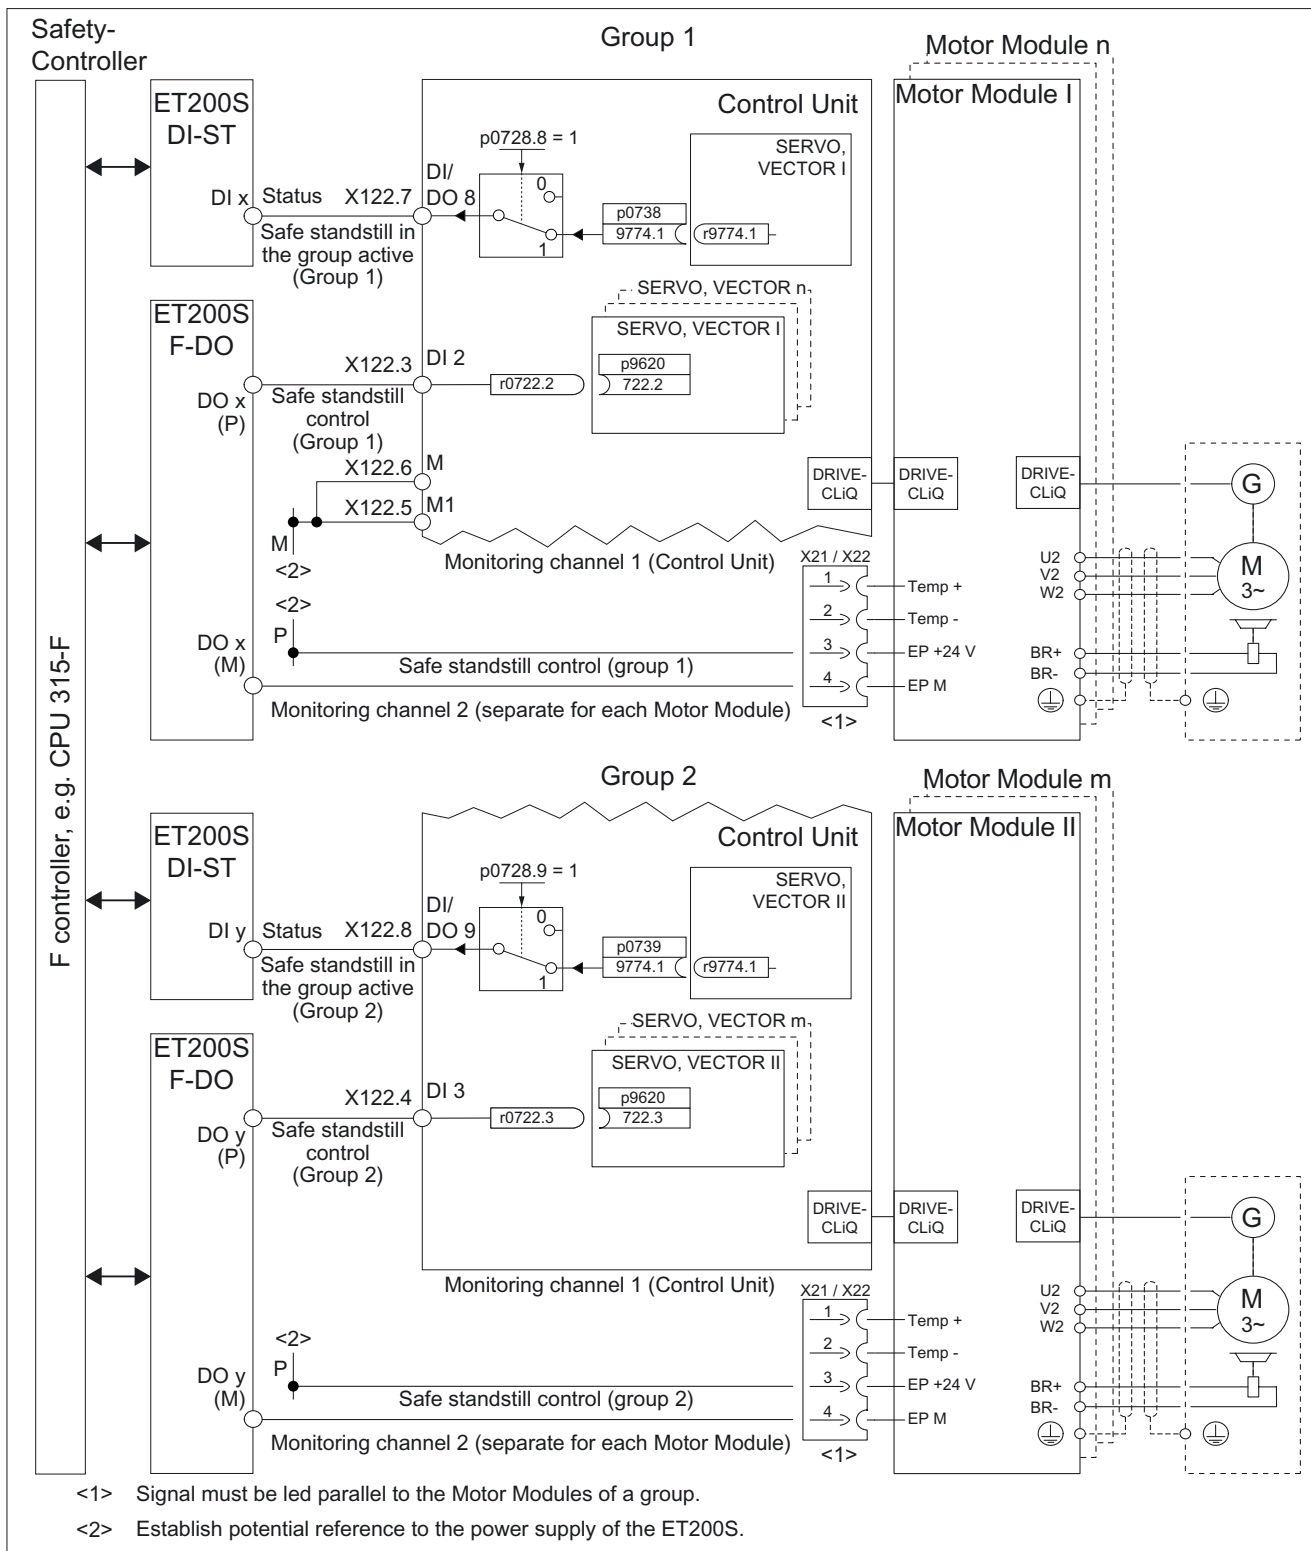 Safety-
Controller
Group 1
Motor Module n
ET200S
DI-ST
Control Unit
Motor Module I
p0728.8 = 1
SERVO,
VECTOR I
DI/
DO 8
0
1
DI x
Status
X122.7
p0738
9774.1
r9774.1
Safe standstill in
the group active
(Group 1)
SERVO, VECTOR n
ET200S
F-DO
SERVO, VECTOR I
X122.3
DI 2
p9620
r0722.2
722.2
DO x
(P)
Safe standstill
control
(Group 1)
X122.6
M
X122.5
M1
DRIVE-
CLiQ
DRIVE-
CLiQ
DRIVE-
CLiQ
G
M
<2>
Monitoring channel 1 (Control Unit)
X21 / X22
1
Temp +
2
Temp -
3
EP +24 V
4
EP M
<1>
U2
V2
W2
M
3~
BR+
BR-
<2>
P
DO x
(M)
Safe standstill control (group 1)
Monitoring channel 2 (separate for each Motor Module)
F controller, e.g. CPU 315-F
Group 2
Motor Module m
ET200S
DI-ST
Control Unit
Motor Module II
p0728.9 = 1
SERVO,
VECTOR II
DI/
DO 9
0
1
DI y
Status
X122.8
p0739
9774.1
r9774.1
Safe standstill in
the group active
(Group 2)
SERVO, VECTOR m
ET200S
F-DO
SERVO, VECTOR II
X122.4
DI 3
p9620
r0722.3
722.3
DO y
(P)
Safe standstill
control
(Group 2)
DRIVE-
CLiQ
DRIVE-
CLiQ
DRIVE-
CLiQ
G
Monitoring channel 1 (Control Unit)
X21 / X22
1
Temp +
2
Temp -
3
EP +24 V
4
EP M
<1>
U2
V2
W2
M
3~
BR+
BR-
<2>
P
DO y
(M)
Safe standstill control (group 2)
Monitoring channel 2 (separate for each Motor Module)
<1> Signal must be led parallel to the Motor Modules of a group.
<2> Establish potential reference to the power supply of the ET200S.